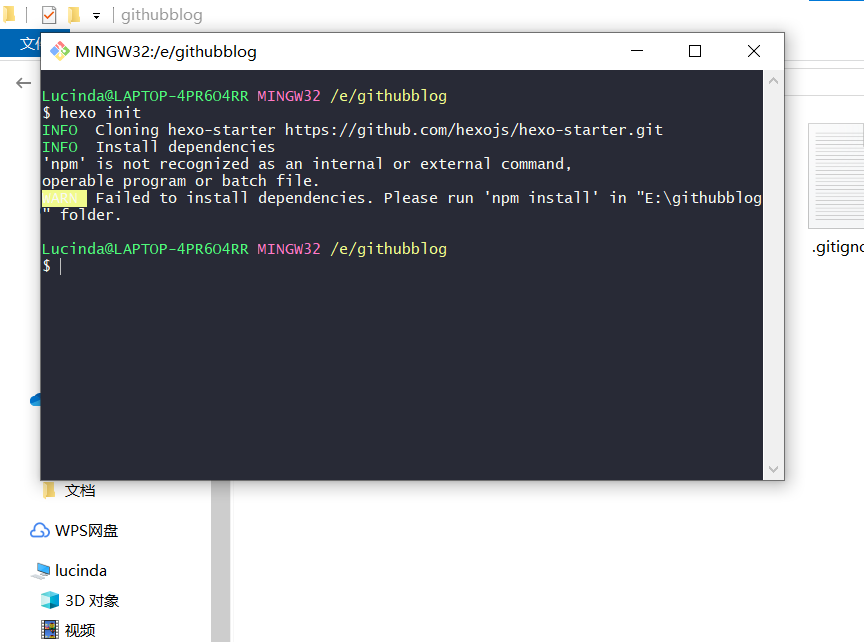 githubblog
文
MINGW32:/e/githubblog
Lucinda@LAPTOP-4PR6O4RR MINGW32 /e/githubblog
$ hexo init
INFO  Cloning hexo-starter https://github.com/hexojs/hexo-starter.git
INFO  Install dependencies
'npm' is not recognized as an internal or external command,
operable program or batch file.
WARN  Failed to install dependencies. Please run 'npm install' in "E:\githubblog
" folder.
Lucinda@LAPTOP-4PR6O4RR MINGW32 /e/githubblog
$
.gitigno
文档
WPS网盘
lucinda
3D 对象
视频